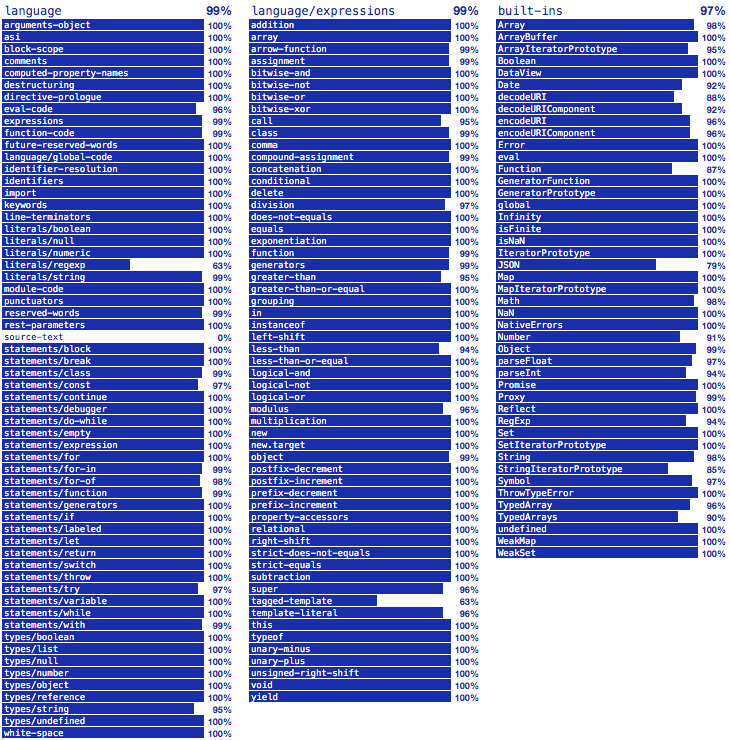 language 99%
arguments-object 100%
asi 100%
block-scope 100%
comments 100%
computed-property-names 100%
destructuring 100%
directive-prologue 100%
eval-code 96%
expressions 99%
function-code 99%
future-reserved-words 100%
language/global-code 100%
identifier-resolution 100%
identifiers 100%
import 100%
keywords 100%
line-terminators 100%
literals/boolean 100%
literals/null 100%
literals/numeric 100%
literals/regexp 63%
literals/string 99%
module-code 100%
punctuators 100%
reserved-words 99%
rest-parameters 100%
source-text 0%
statements/block 100%
statements/break 100%
statements/class 99%
statements/const 97%
statements/continue 100%
statements/debugger 100%
statements/do-while 100%
statements/empty 100%
statements/expression 100%
statements/for 100%
statements/for-in 99%
statements/for-of 98%
statements/function 99%
statements/generators 100%
statements/if 100%
statements/labeled 100%
statements/let 100%
statements/return 100%
statements/switch 100%
statements/throw 100%
statements/try 97%
statements/variable 100%
statements/while 100%
statements/with 99%
types/boolean 100%
types/list 100%
types/null 100%
types/number 100%
types/object 100%
types/reference 100%
types/string 95%
types/undefined 100%
white-space 100%
language/expressions 99%
addition 100%
array 100%
arrow-function 99%
assignment 99%
bitwise-and 100%
bitwise-not 100%
bitwise-or 100%
bitwise-xor 100%
call 95%
class 99%
comma 100%
compound-assignment 99%
concatenation 100%
conditional 100%
delete 100%
division 97%
does-not-equals 100%
equals 100%
exponentiation 100%
function 99%
generators 99%
greater-than 95%
greater-than-or-equal 100%
grouping 100%
in 100%
instanceof 100%
left-shift 100%
less-than 94%
less-than-or-equal 100%
logical-and 100%
logical-not 100%
logical-or 100%
modulus 96%
multiplication 100%
new 100%
new.target 100%
object 99%
postfix-decrement 100%
postfix-increment 100%
prefix-decrement 100%
prefix-increment 100%
property-accessors 100%
relational 100%
right-shift 100%
strict-does-not-equals 100%
strict-equals 100%
subtraction 100%
super 96%
tagged-template 63%
template-literal 96%
this 100%
typeof 100%
unary-minus 100%
unary-plus 100%
unsigned-right-shift 100%
void 100%
yield 100%
built-ins 97%
Array 98%
ArrayBuffer 100%
ArrayIteratorPrototype 95%
Boolean 100%
DataView 100%
Date 92%
decodeURI 88%
decodeURIComponent 92%
encodeURI 96%
encodeURIComponent 96%
Error 100%
eval 100%
Function 87%
GeneratorFunction 100%
GeneratorPrototype 100%
global 100%
Infinity 100%
isFinite 100%
isNaN 100%
IteratorPrototype 100%
JSON 79%
Map 100%
MapIteratorPrototype 100%
Math 98%
NaN 100%
NativeErrors 100%
Number 91%
Object 99%
parseFloat 97%
parseInt 94%
Promise 100%
Proxy 99%
Reflect 100%
RegExp 94%
Set 100%
SetIteratorPrototype 100%
String 98%
StringIteratorPrototype 85%
Symbol 97%
ThrowTypeError 100%
TypedArray 96%
TypedArrays 90%
undefined 100%
WeakMap 100%
WeakSet 100%